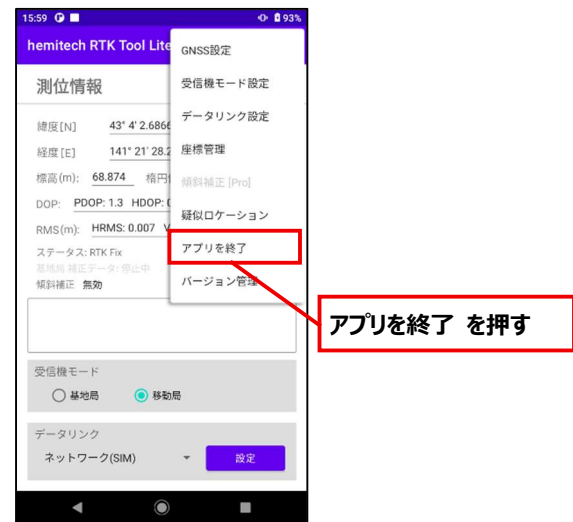 15:59 93%
hemitech RTK Tool Lite
GNSS設定
測位情報
受信機モード設定
緯度[N] 43° 4' 2.6866
データリンク設定
経度[E] 141° 21' 28.2
座標管理
標高(m): 68.874 楕円
傾斜補正 [Pro]
DOP: PDOP: 1.3 HDOP:
疑似ロケーション
RMS(m): HRMS: 0.007 V
アプリを終了
ステータス: RTK Fix
基地局 補正データ: 停止中
傾斜補正 無効
バージョン管理
アプリを終了 を押す
受信機モード
基地局 移動局
データリンク
ネットワーク(SIM) 設定